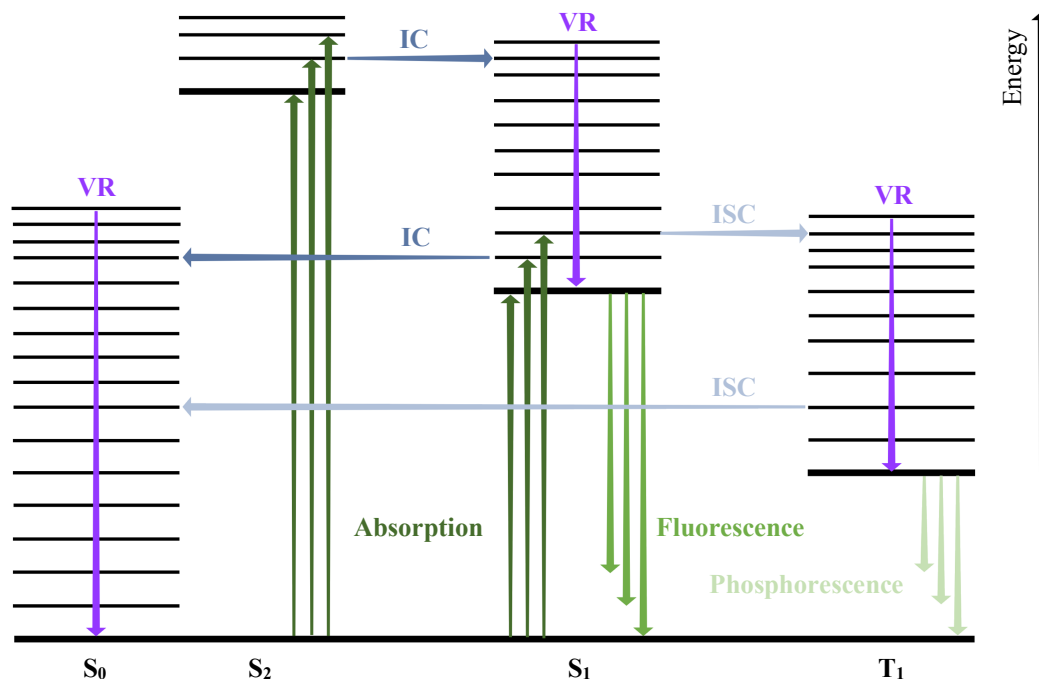 VR
IC
Energy
VR
VR
ISC
IC
ISC
Absorption
Fluorescence
Phosphorescence
S₀
S₂
S₁
T₁